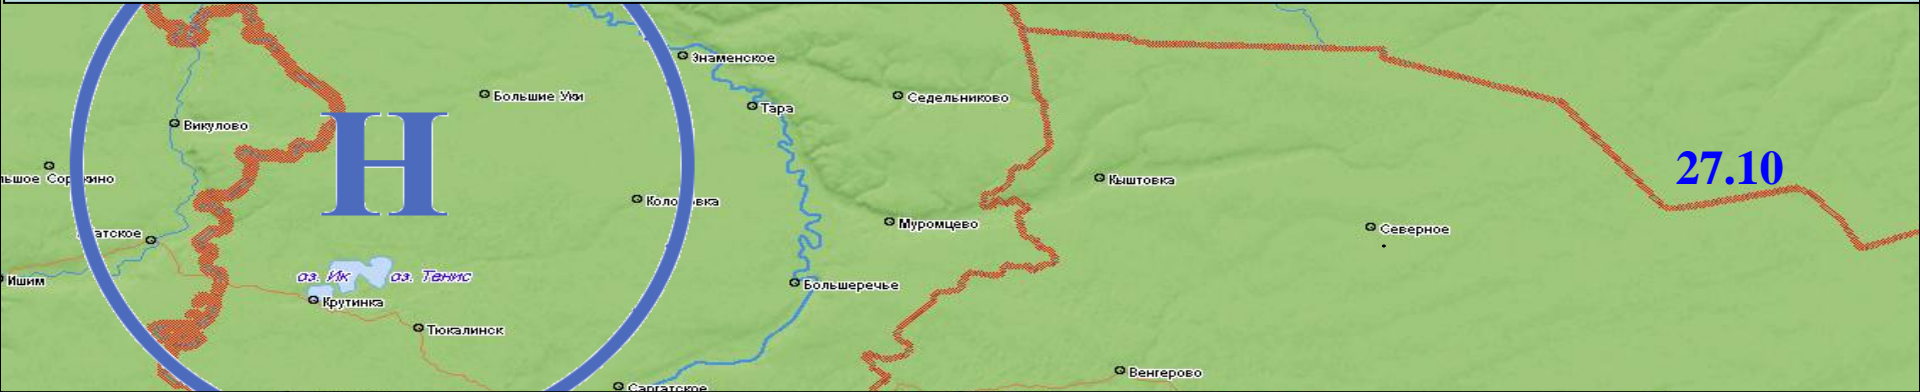 Знаменское
Большие Уки
Седельниково
Тара
Викулово
Н
27.10
Кыштовка
Муромцево
Северное
оз. Ик
оз. Тенис
Ишим
Большеречье
Крутинка
Тюкалинск
Венгерово
Саргатское